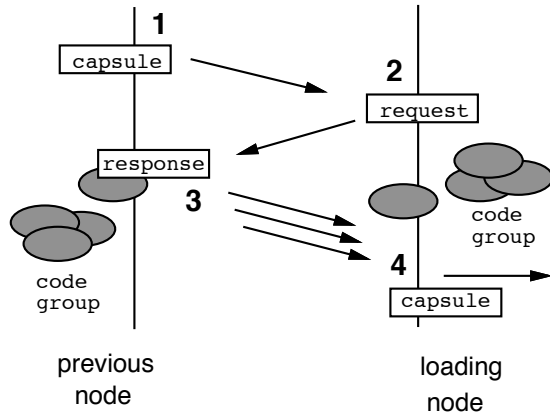 1
capsule
2
request
response
3
code
group
code
group
4
capsule
previous
node
loading
node